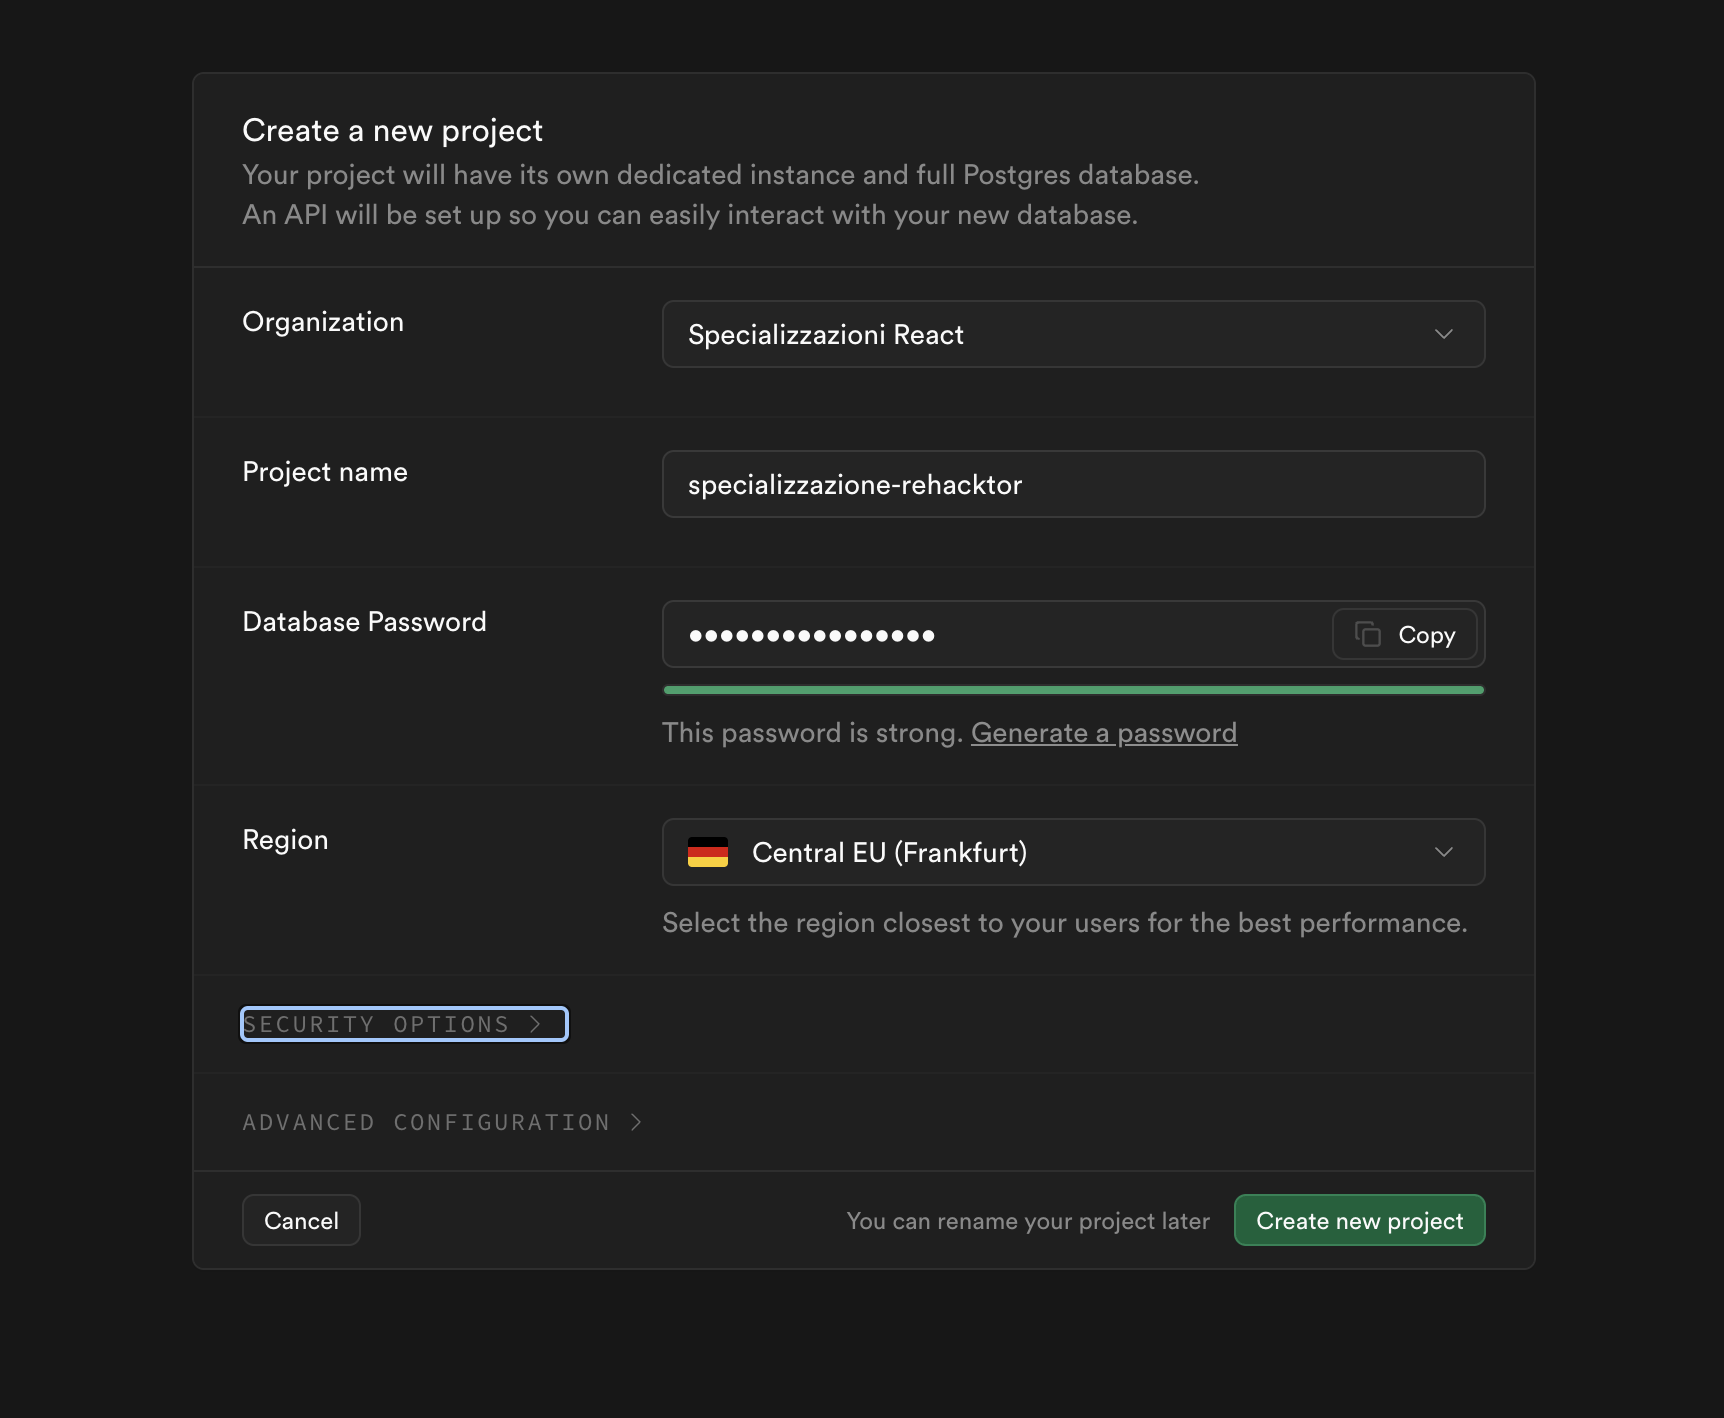 Create a new project
Your project will have its own dedicated instance and full Postgres database.
An API will be set up so you can easily interact with your new database.
Organization
Specializzazioni React
Project name
specializzazione-rehacktor
Database Password
••••••••••••••••
Copy
This password is strong. Generate a password
Region
Central EU (Frankfurt)
Select the region closest to your users for the best performance.
SECURITY OPTIONS
ADVANCED CONFIGURATION
Cancel
You can rename your project later
Create new project